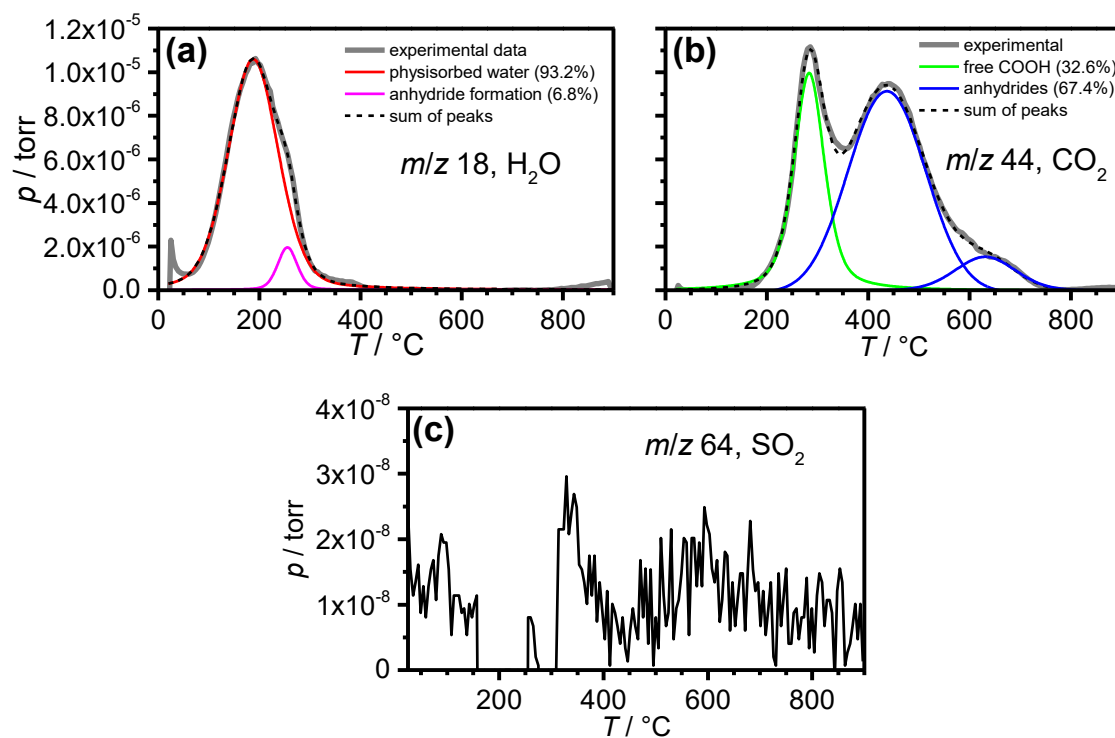 (a)
experimental data
physisorbed water (93.2%)
anhydride formation (6.8%)
sum of peaks
m/z 18, H₂O
p / torr
1.2x10⁻⁵
1.0x10⁻⁵
8.0x10⁻⁶
6.0x10⁻⁶
4.0x10⁻⁶
2.0x10⁻⁶
0.0
0 200 400 600 800
T / °C
(b)
experimental
free COOH (32.6%)
anhydrides (67.4%)
sum of peaks
m/z 44, CO₂
0 200 400 600 800
T / °C
(c)
m/z 64, SO₂
p / torr
4x10⁻⁸
3x10⁻⁸
2x10⁻⁸
1x10⁻⁸
0
200 400 600 800
T / °C